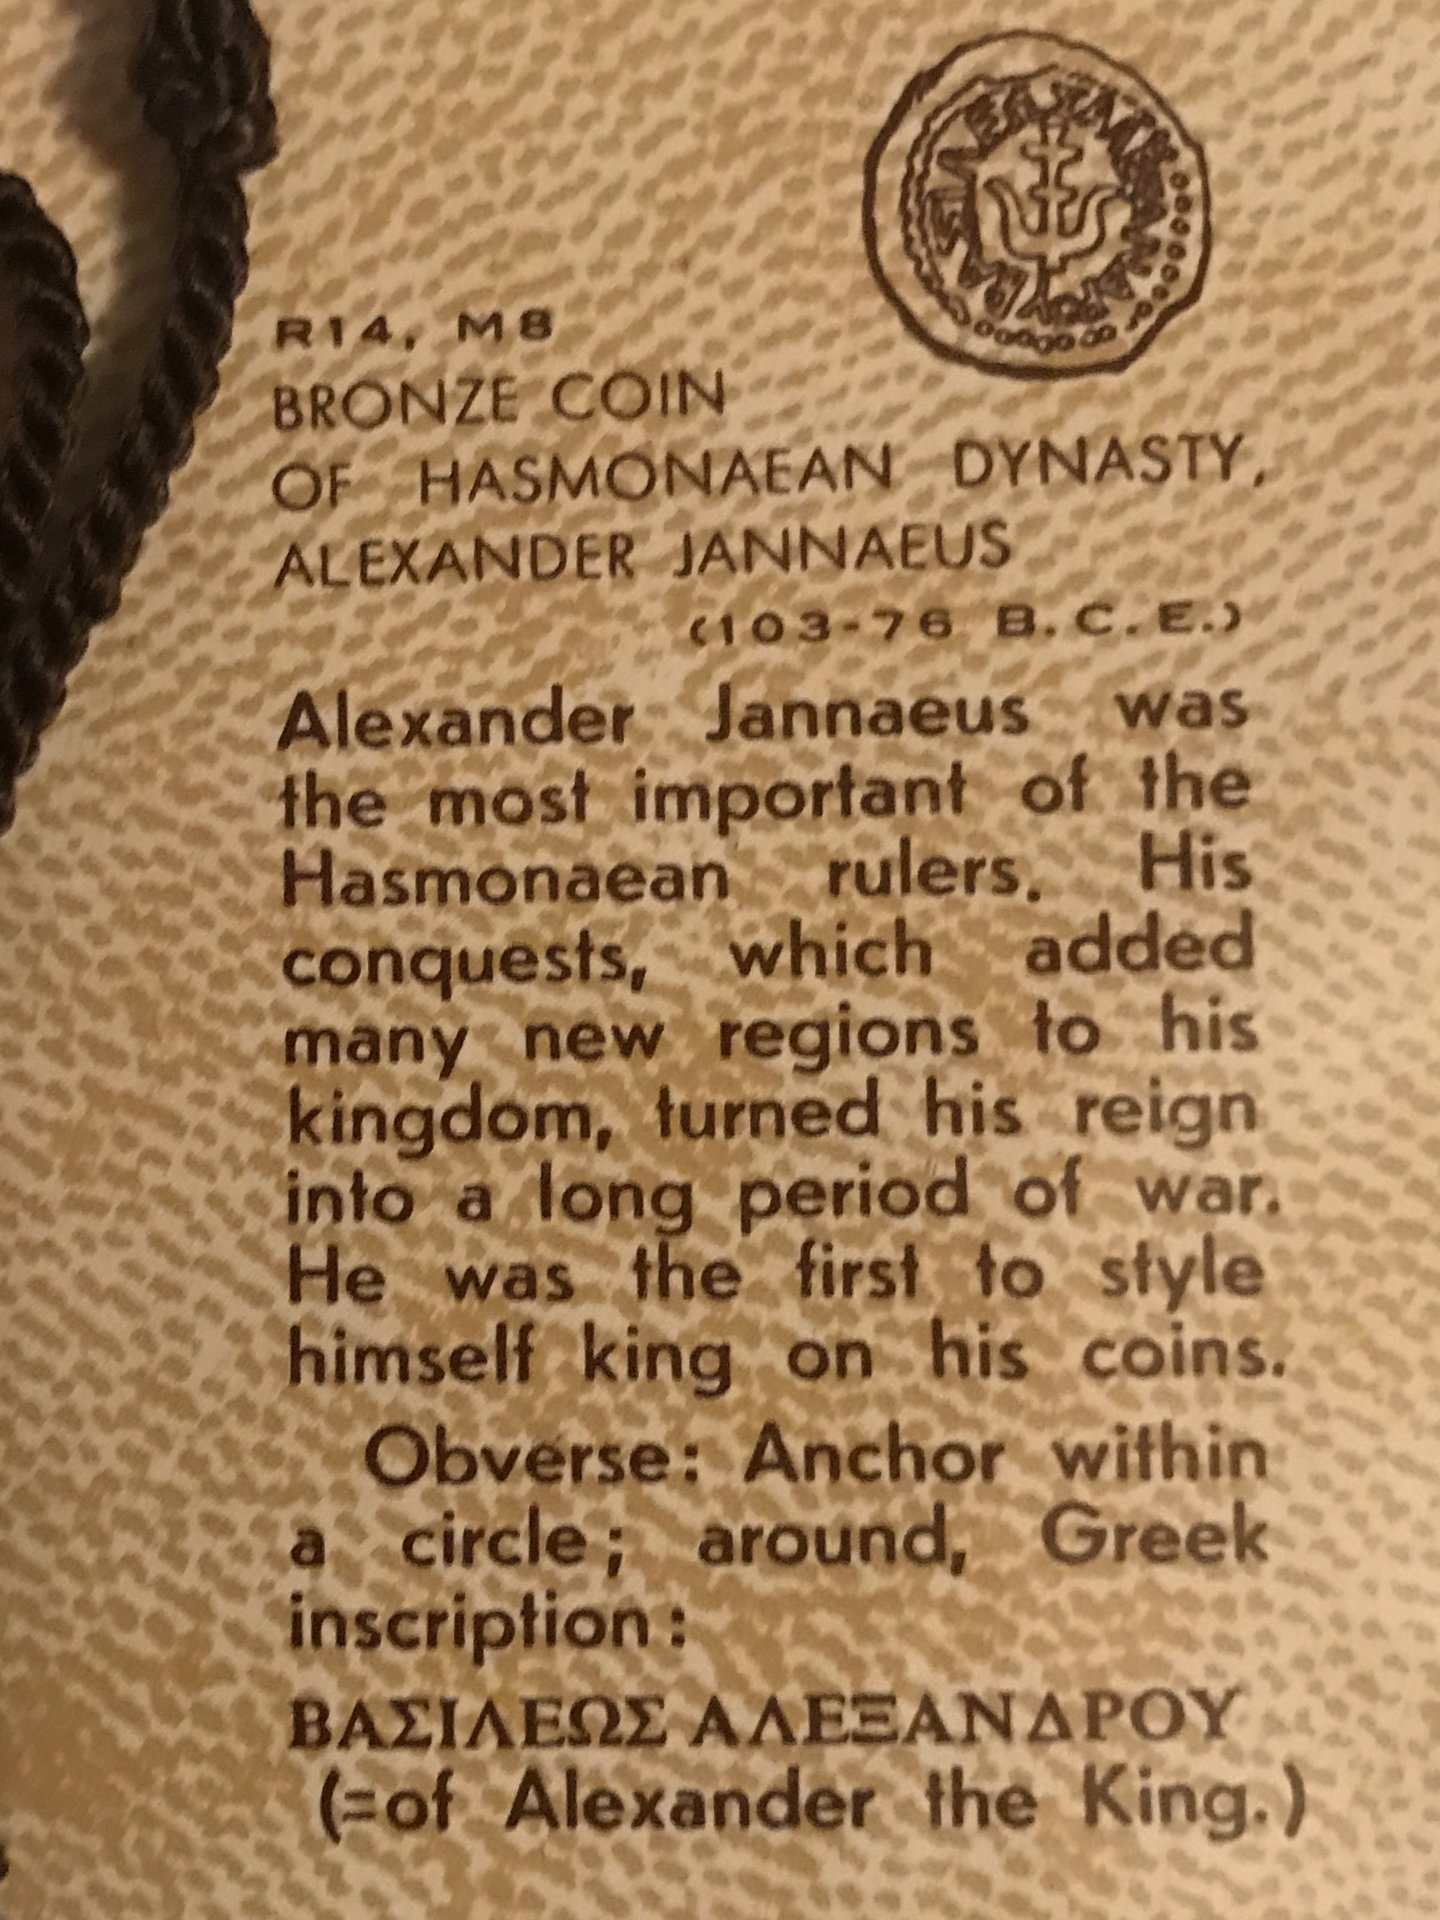 R14, M8
BRONZE COIN
OF HASMONAEAN DYNASTY,
ALEXANDER JANNAEUS
(103-76 B.C.E.)
Alexander Jannaeus was
the most important of the
Hasmonaean rulers. His
conquests, which added
many new regions to his
kingdom, turned his reign
into a long period of war.
He was the first to style
himself king on his coins.
Obverse: Anchor within
a circle; around, Greek
inscription:
ΒΑΣΙΛΕΩΣ ΑΛΕΞΑΝΔΡΟΥ
(=of Alexander the King.)